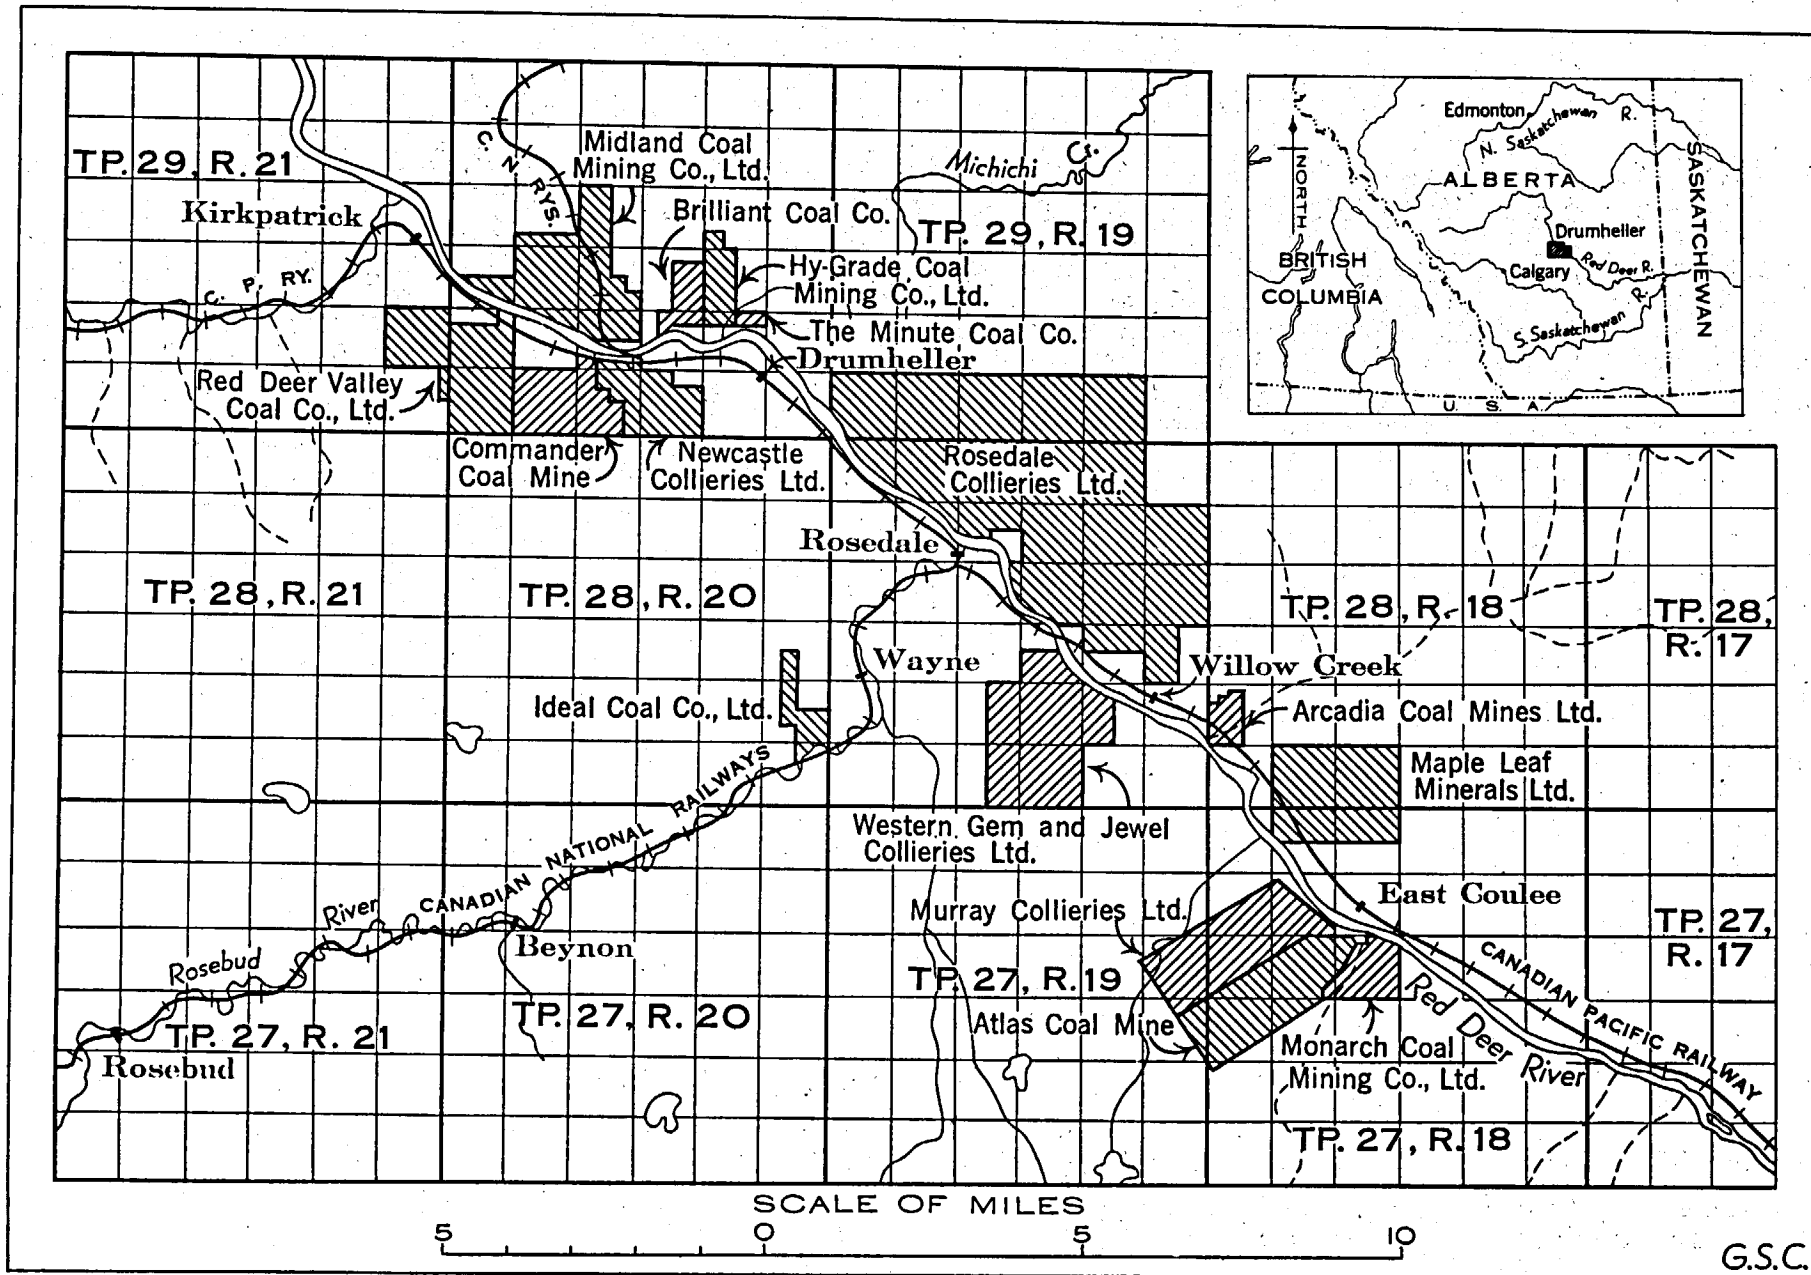 TP. 29, R. 21
Kirkpatrick
C. P. RY.
C. N. RYS.
Midland Coal
Mining Co., Ltd.
Brilliant Coal Co.
Michichi Cr.
TP. 29, R. 19
Hy-Grade Coal
Mining Co., Ltd.
The Minute Coal Co.
Drumheller
Red Deer Valley
Coal Co., Ltd.
Commander
Coal Mine
Newcastle
Collieries Ltd.
Rosedale
Collieries Ltd.
Edmonton
N. Saskatchewan R.
ALBERTA
SASKATCHEWAN
NORTH
Drumheller
Red Deer R.
Calgary
BRITISH
COLUMBIA
S. Saskatchewan R.
U. S. A.
Rosedale
TP. 28, R. 21
TP. 28, R. 20
TP. 28, R. 18
TP. 28,
R. 17
Wayne
Willow Creek
Ideal Coal Co., Ltd.
Arcadia Coal Mines Ltd.
Maple Leaf
Minerals Ltd.
Western Gem and Jewel
Collieries Ltd.
CANADIAN NATIONAL RAILWAYS
Rosebud River
Beynon
East Coulee
Murray Collieries Ltd.
TP. 27,
R. 17
TP. 27, R. 19
CANADIAN PACIFIC RAILWAY
Red Deer River
TP. 27, R. 21
TP. 27, R. 20
Atlas Coal Mine
Monarch Coal
Mining Co., Ltd.
Rosebud
TP. 27, R. 18
SCALE OF MILES
5 0 5 10
G.S.C.